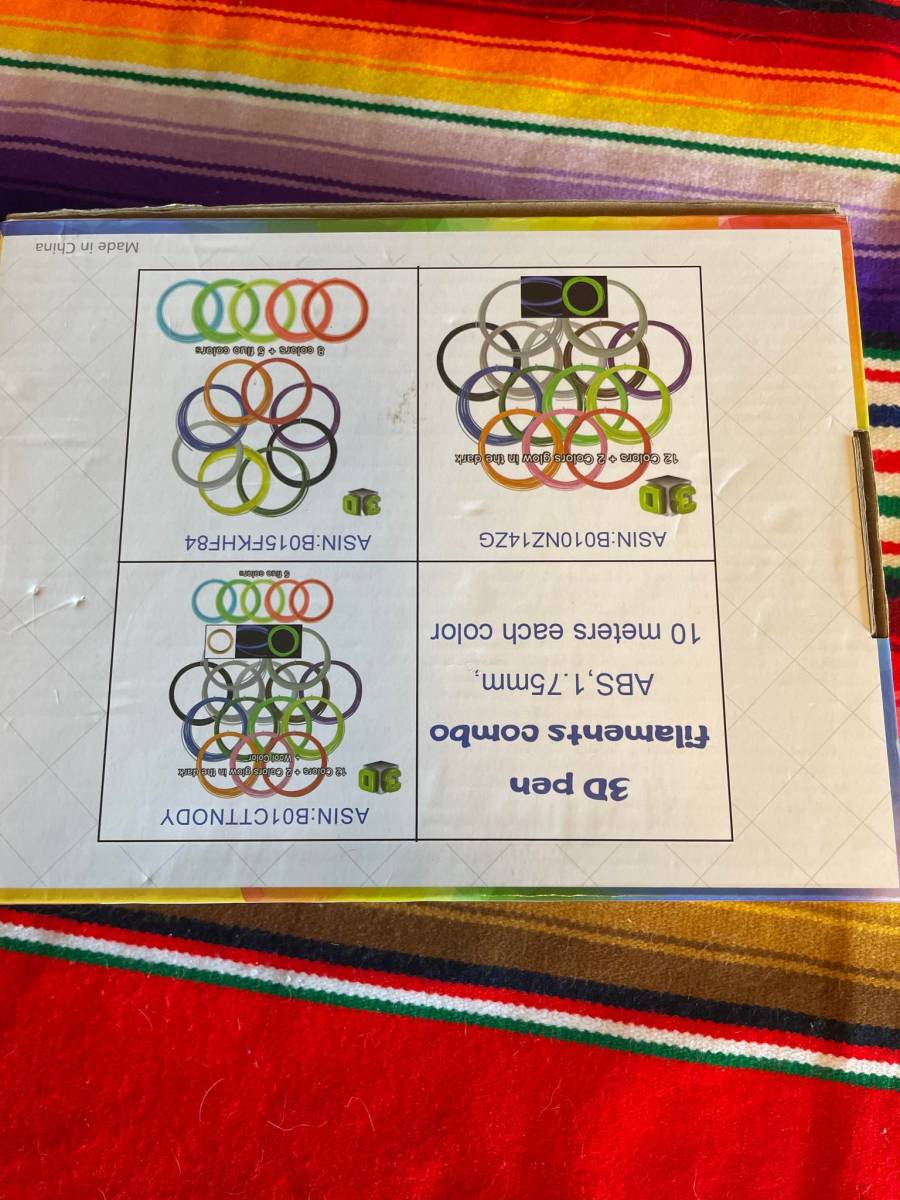 3D pen
filaments combo
ABS,1.75mm,
10 meters each color
ASIN:B01CTTNODY
3D
12 Colors + 2 Colors glow in the dark
+ Wool Color
5 fluo colors
ASIN:B010NZ14ZG
3D
12 Colors + 2 Colors glow in the dark
ASIN:B015FKHF84
3D
8 colors + 5 fluo colors
Made in China